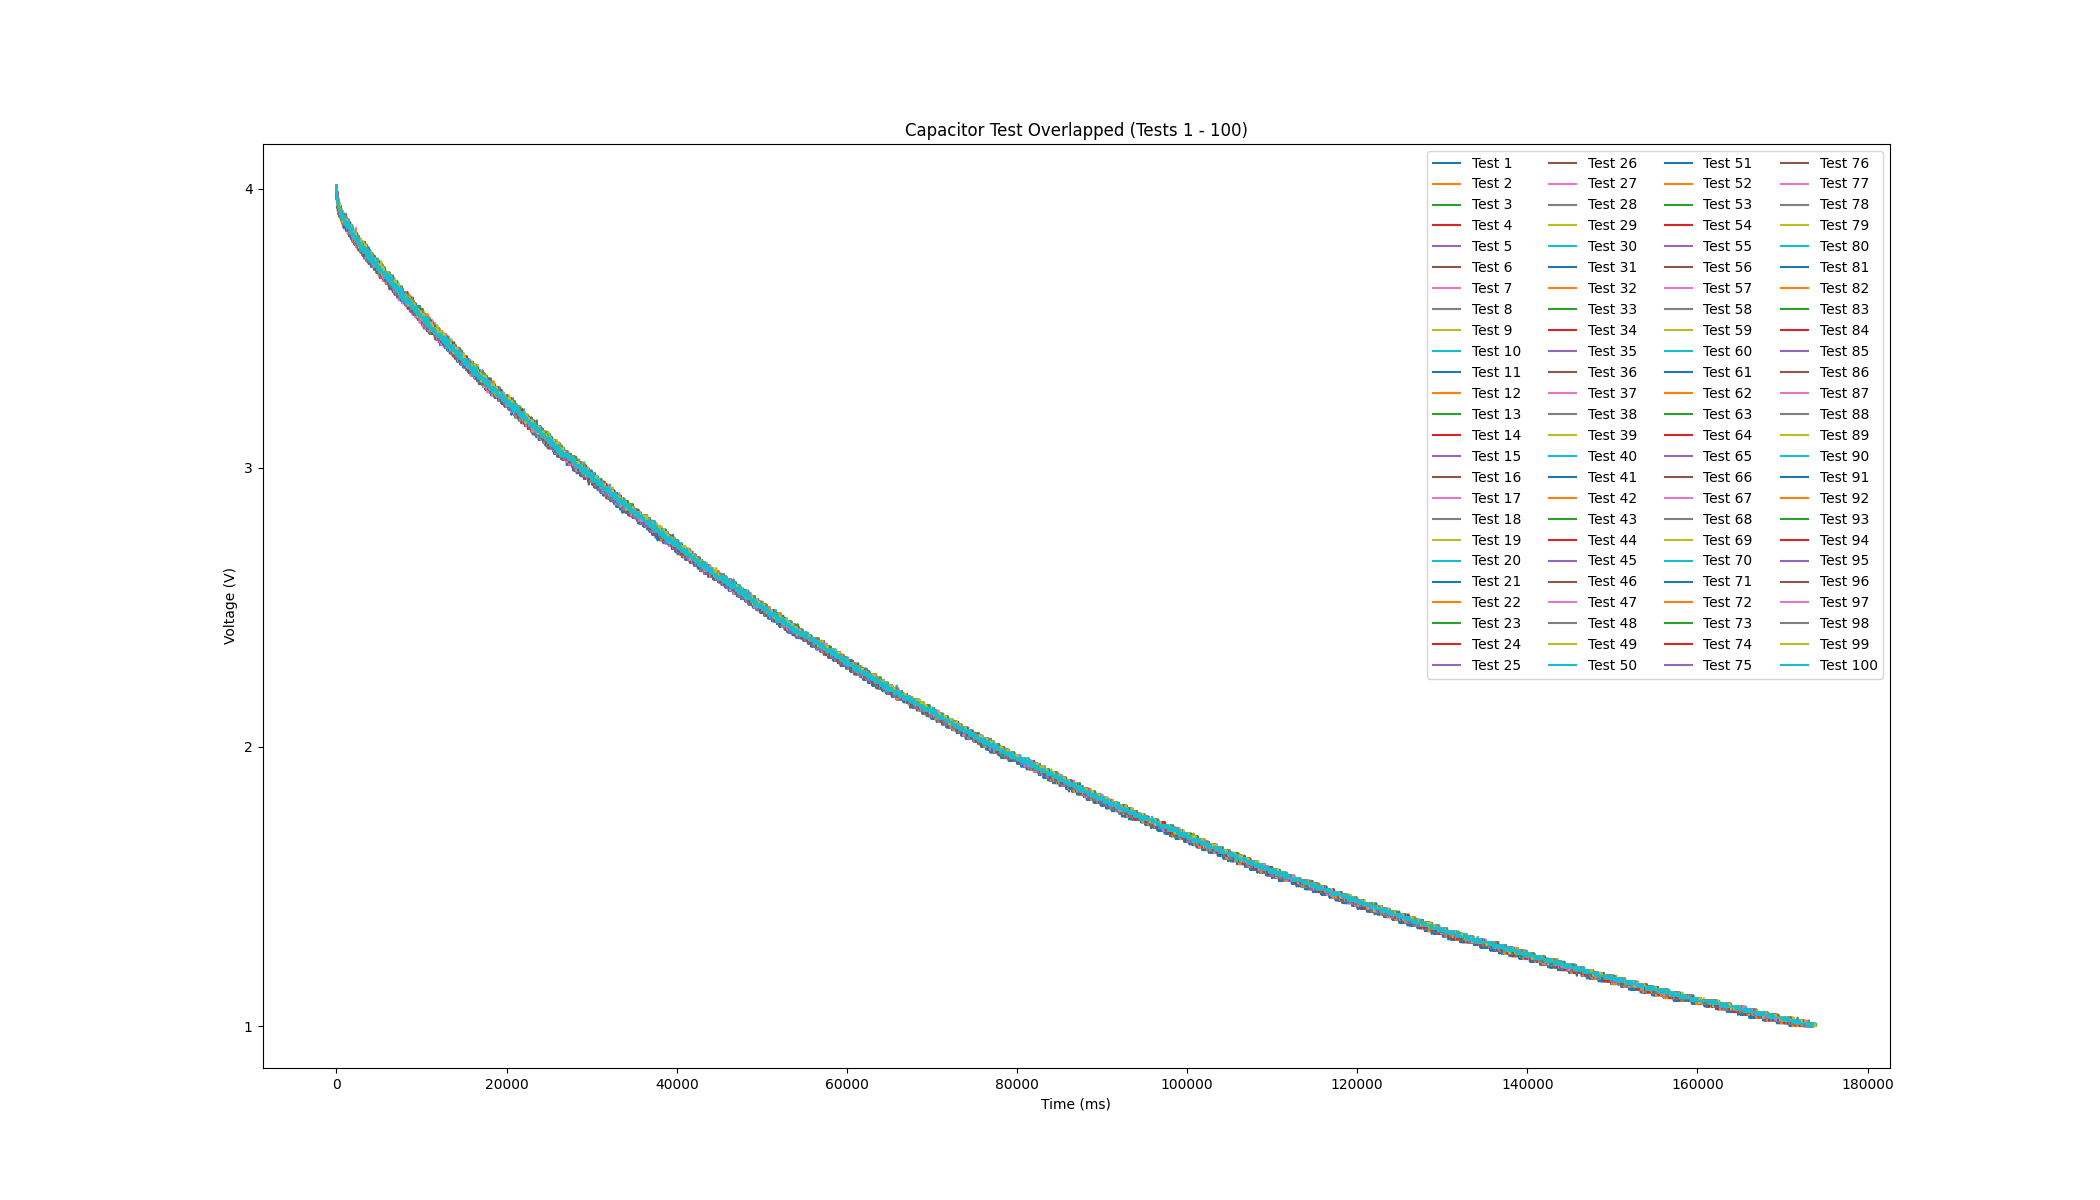 Capacitor Test Overlapped (Tests 1 - 100)
Voltage (V)
4
3
2
1
Test 1
Test 2
Test 3
Test 4
Test 5
Test 6
Test 7
Test 8
Test 9
Test 10
Test 11
Test 12
Test 13
Test 14
Test 15
Test 16
Test 17
Test 18
Test 19
Test 20
Test 21
Test 22
Test 23
Test 24
Test 25
Test 26
Test 27
Test 28
Test 29
Test 30
Test 31
Test 32
Test 33
Test 34
Test 35
Test 36
Test 37
Test 38
Test 39
Test 40
Test 41
Test 42
Test 43
Test 44
Test 45
Test 46
Test 47
Test 48
Test 49
Test 50
Test 51
Test 52
Test 53
Test 54
Test 55
Test 56
Test 57
Test 58
Test 59
Test 60
Test 61
Test 62
Test 63
Test 64
Test 65
Test 66
Test 67
Test 68
Test 69
Test 70
Test 71
Test 72
Test 73
Test 74
Test 75
Test 76
Test 77
Test 78
Test 79
Test 80
Test 81
Test 82
Test 83
Test 84
Test 85
Test 86
Test 87
Test 88
Test 89
Test 90
Test 91
Test 92
Test 93
Test 94
Test 95
Test 96
Test 97
Test 98
Test 99
Test 100
0 20000 40000 60000 80000 100000 120000 140000 160000 180000
Time (ms)